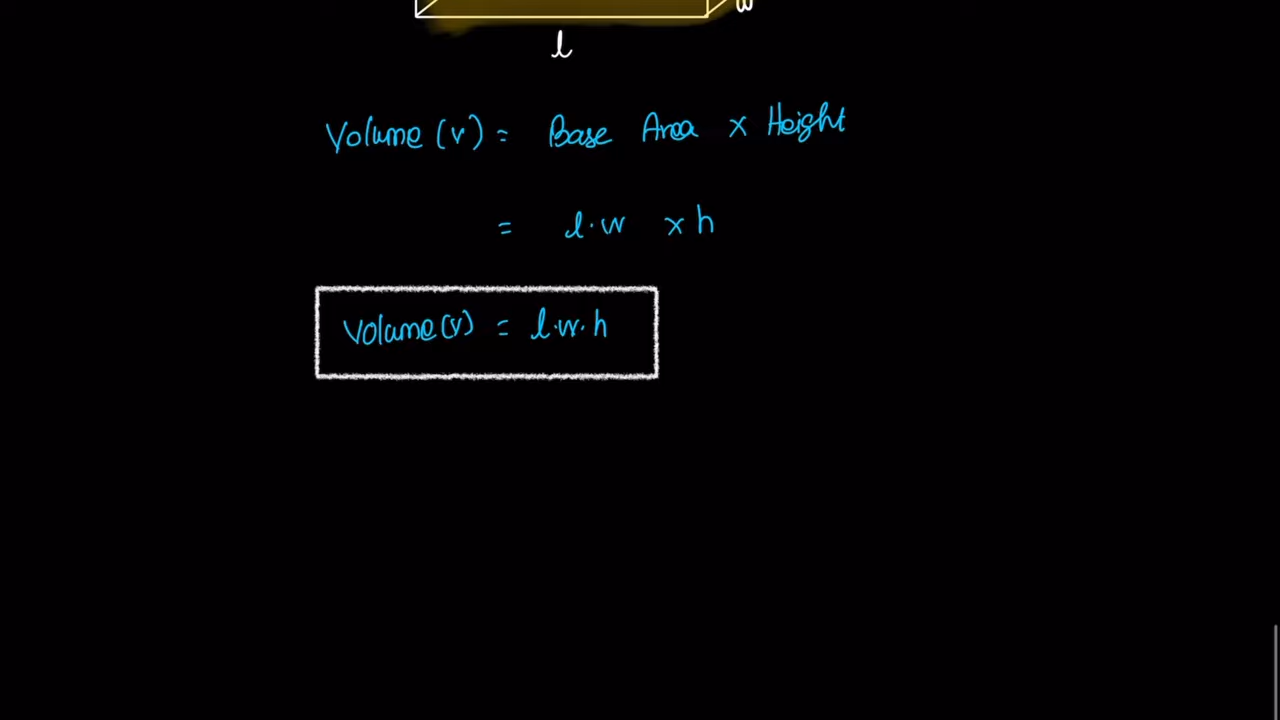 w
l
Volume (v) = Base Area x Height
= l.w x h
Volume(v) = l.w.h